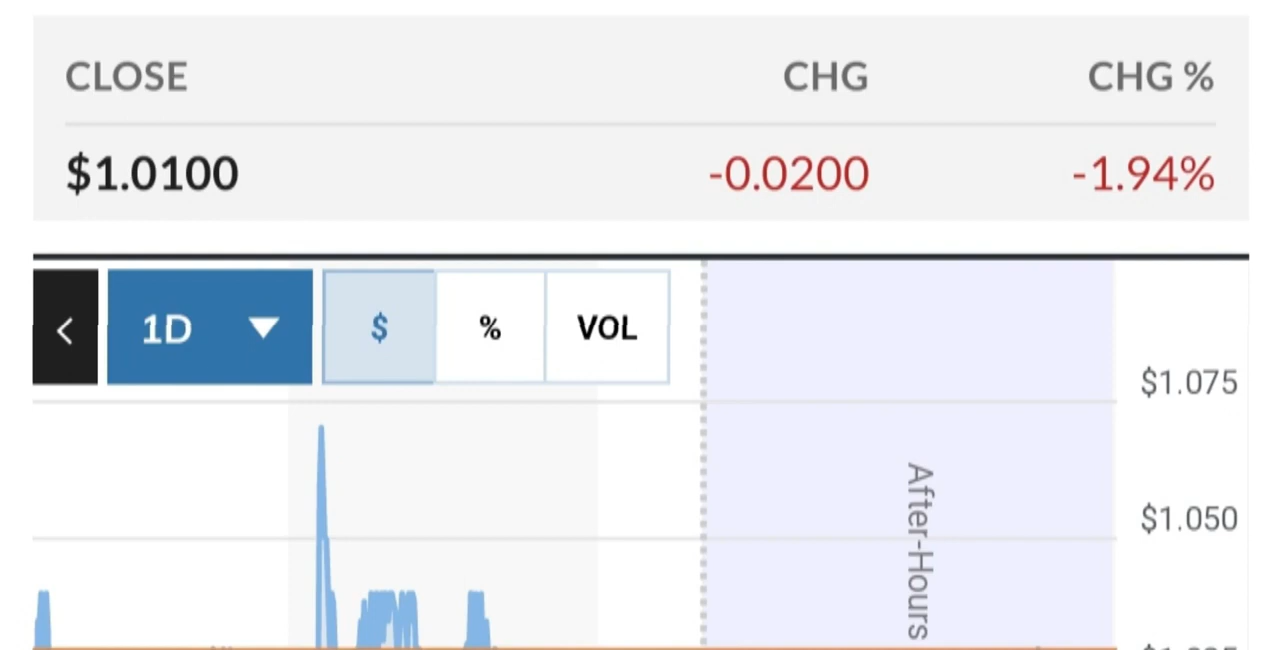 CLOSE CHG CHG %
$1.0100 -0.0200 -1.94%
1D $ % VOL
$1.075
$1.050
After-Hours